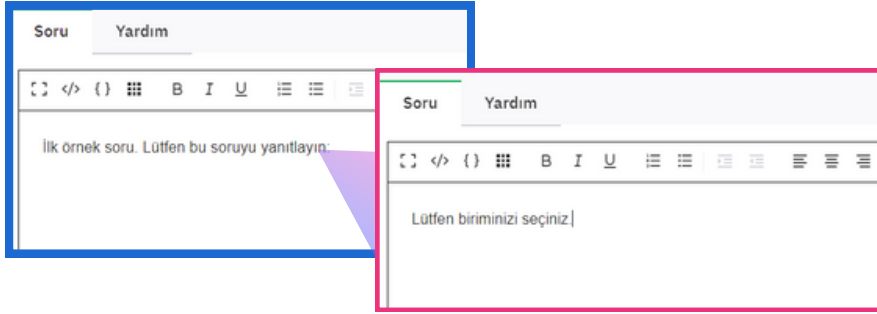 Soru Yardım
</> {} B I U
İlk örnek soru. Lütfen bu soruyu yanıtlayın:
Soru Yardım
</> {} B I U
Lütfen biriminizi seçiniz.